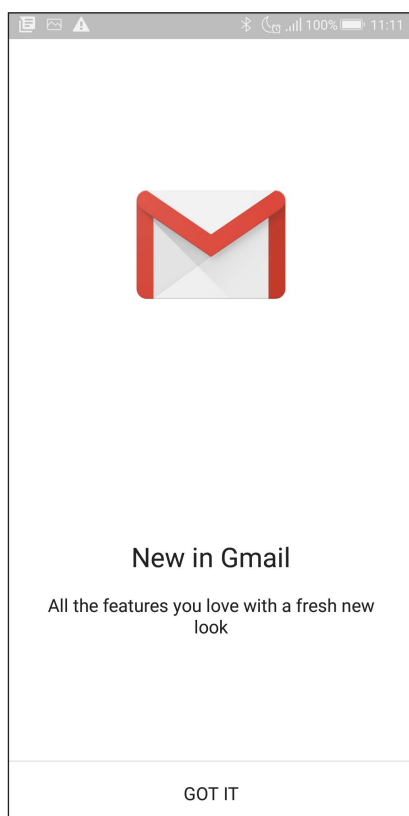 100% 11:11
New in Gmail
All the features you love with a fresh new
look
GOT IT